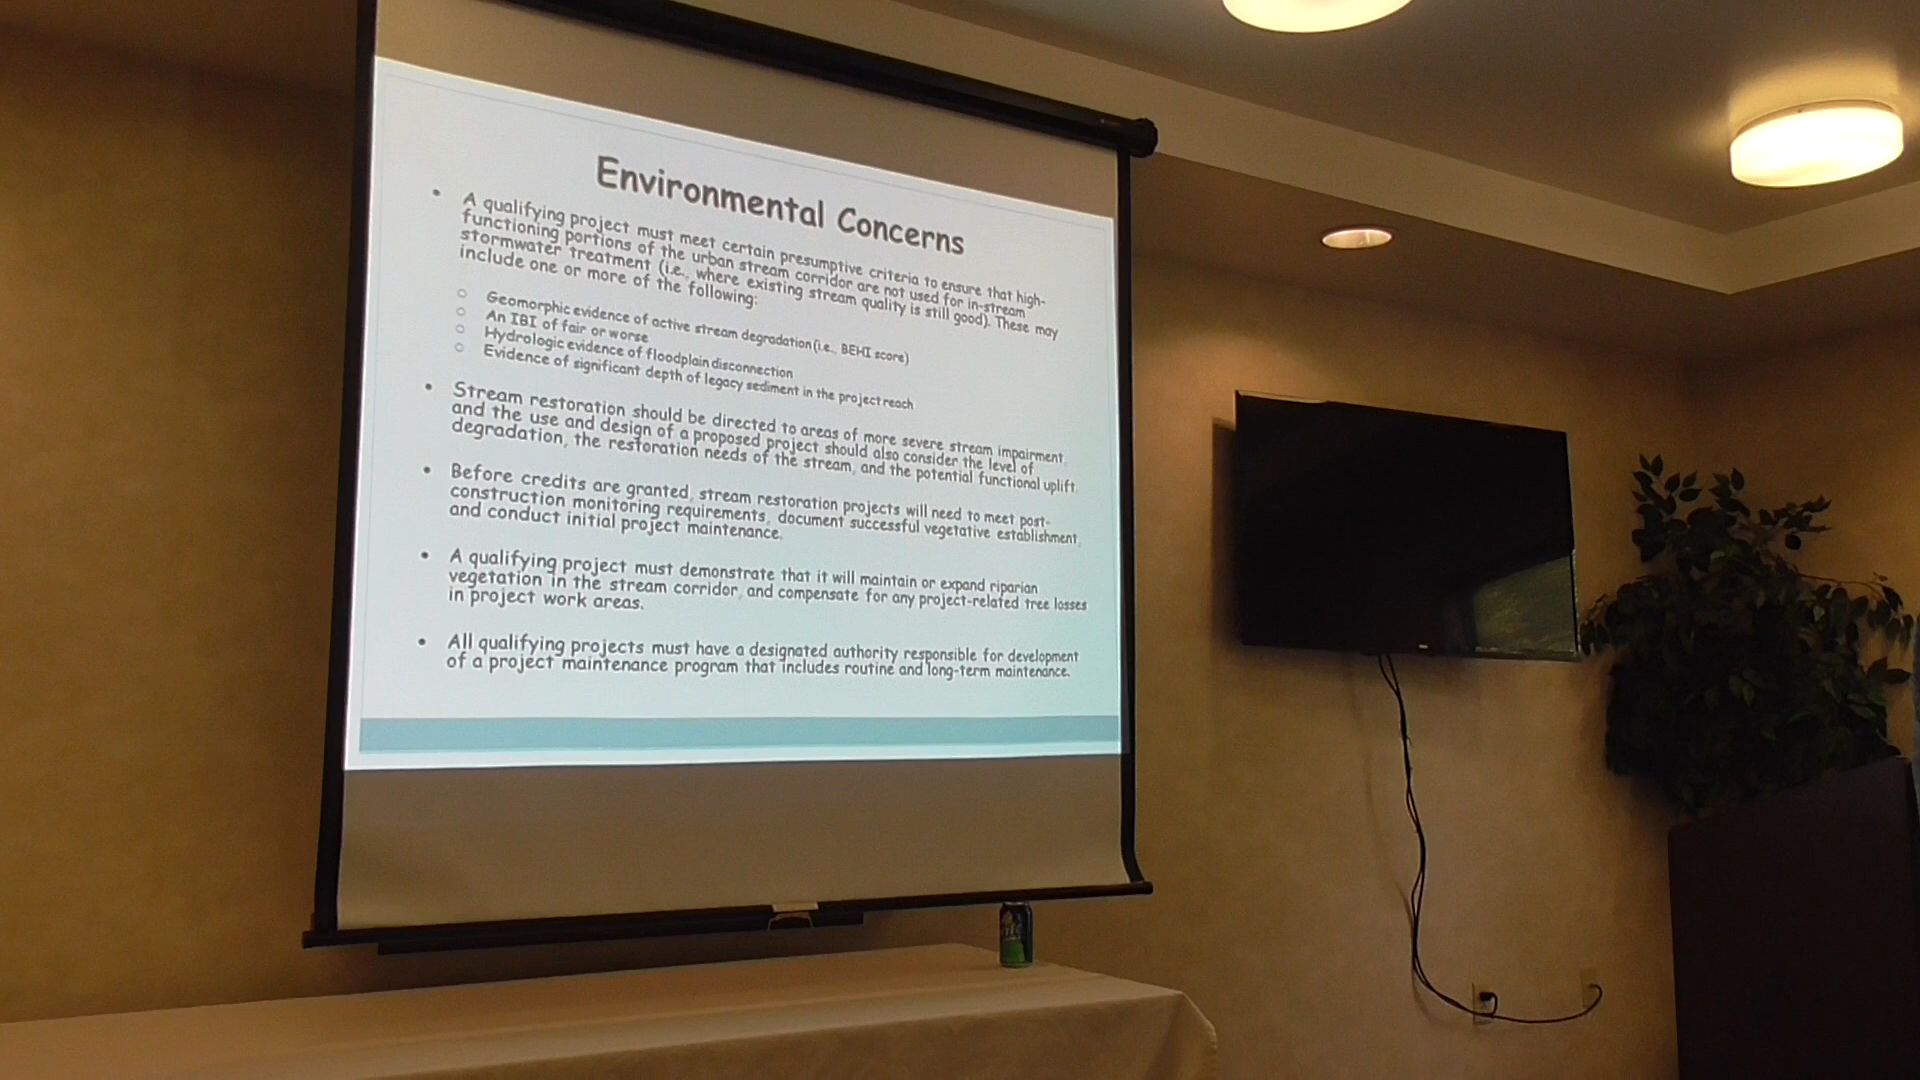 Environmental Concerns
• A qualifying project must meet certain presumptive criteria to ensure that high-
functioning portions of the urban stream corridor are not used for in-stream
stormwater treatment (i.e., where existing stream quality is still good). These may
include one or more of the following:
○ Geomorphic evidence of active stream degradation (i.e., BEHI score)
○ An IBI of fair or worse
○ Hydrologic evidence of floodplain disconnection
○ Evidence of significant depth of legacy sediment in the project reach
• Stream restoration should be directed to areas of more severe stream impairment,
and the use and design of a proposed project should also consider the level of
degradation, the restoration needs of the stream, and the potential functional uplift.
• Before credits are granted, stream restoration projects will need to meet post-
construction monitoring requirements, document successful vegetative establishment,
and conduct initial project maintenance.
• A qualifying project must demonstrate that it will maintain or expand riparian
vegetation in the stream corridor, and compensate for any project-related tree losses
in project work areas.
• All qualifying projects must have a designated authority responsible for development
of a project maintenance program that includes routine and long-term maintenance.